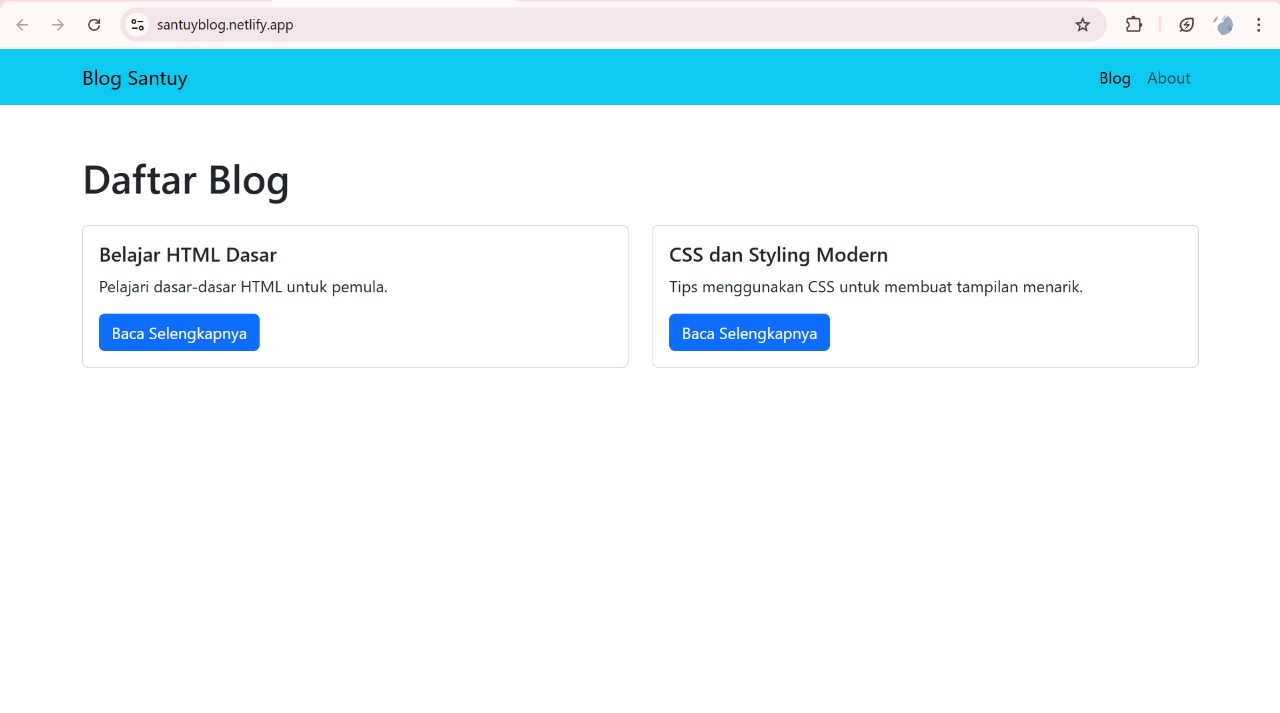 santuyblog.netlify.app
Blog Santuy
Blog About
Daftar Blog
Belajar HTML Dasar
Pelajari dasar-dasar HTML untuk pemula.
Baca Selengkapnya
CSS dan Styling Modern
Tips menggunakan CSS untuk membuat tampilan menarik.
Baca Selengkapnya